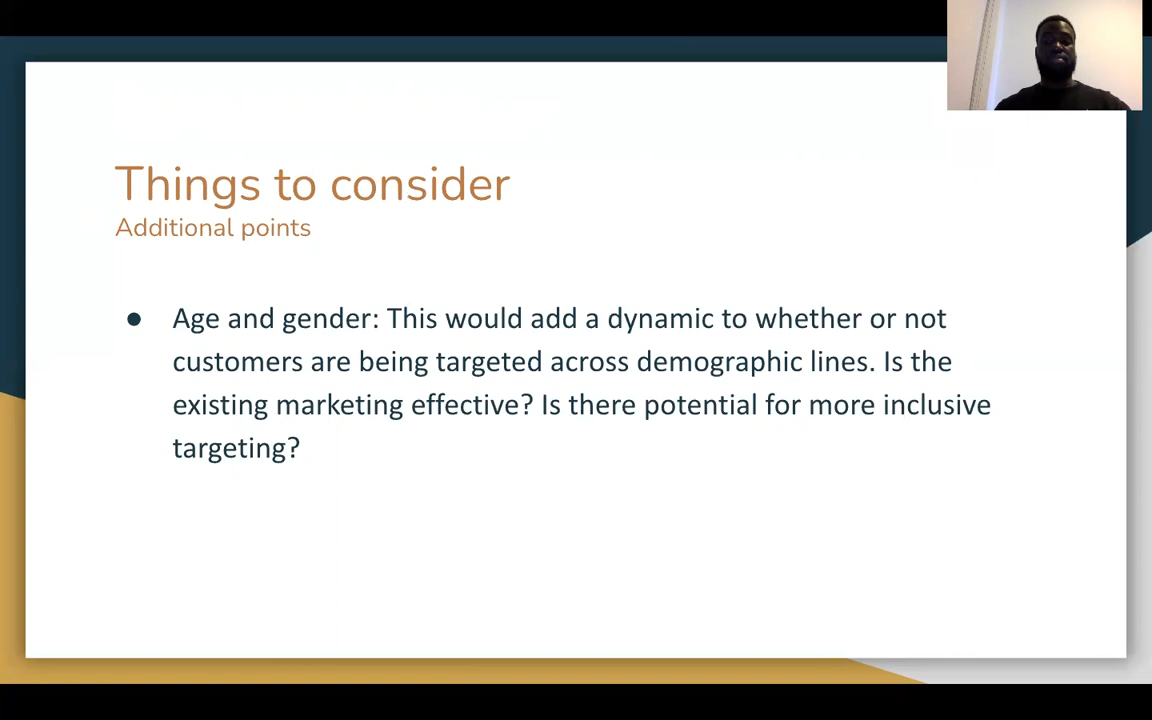 Things to consider
Additional points
● Age and gender: This would add a dynamic to whether or not
customers are being targeted across demographic lines. Is the
existing marketing effective? Is there potential for more inclusive
targeting?